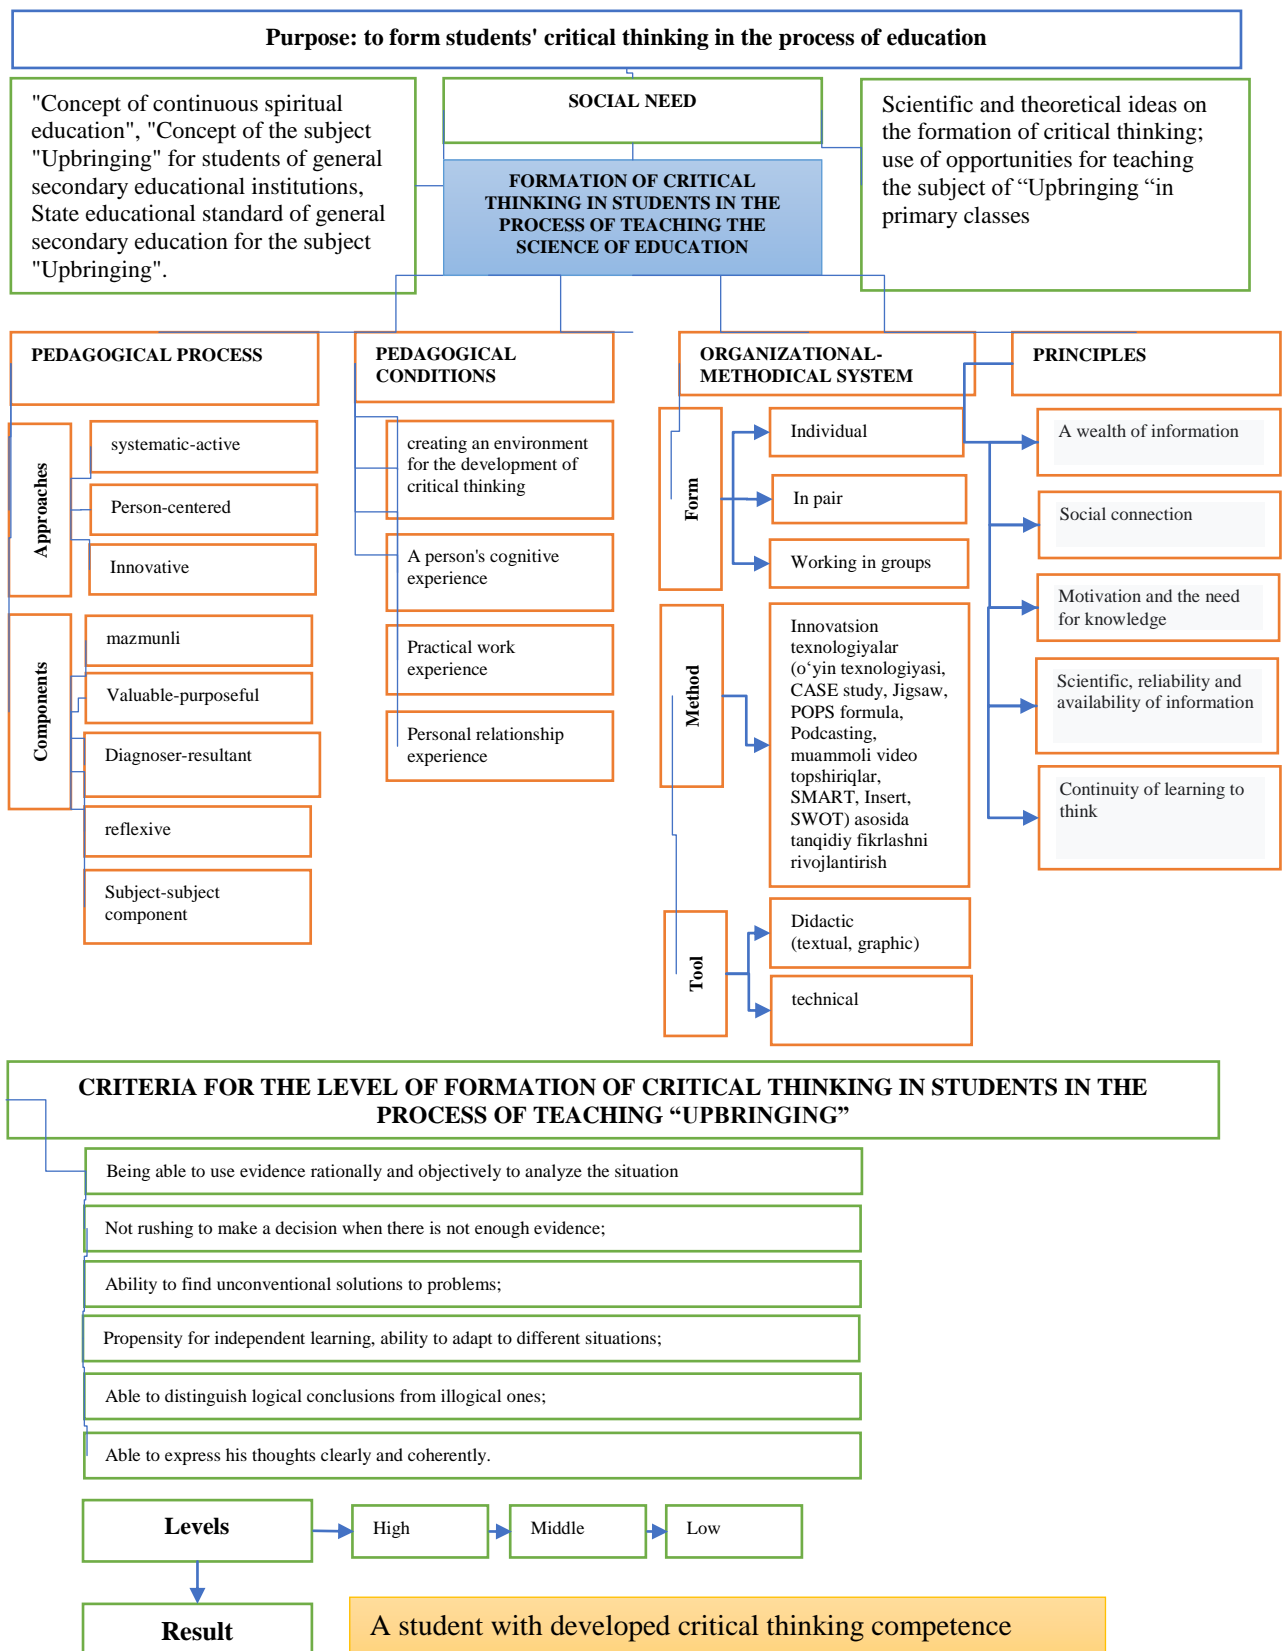 Purpose: to form students' critical thinking in the process of education
"Concept of continuous spiritual
education", "Concept of the subject
"Upbringing" for students of general
secondary educational institutions,
State educational standard of general
secondary education for the subject
"Upbringing".
SOCIAL NEED
FORMATION OF CRITICAL
THINKING IN STUDENTS IN THE
PROCESS OF TEACHING THE
SCIENCE OF EDUCATION
Scientific and theoretical ideas on
the formation of critical thinking;
use of opportunities for teaching
the subject of “Upbringing “in
primary classes
PEDAGOGICAL PROCESS
Approaches
systematic-active
Person-centered
Innovative
Components
mazmunli
Valuable-purposeful
Diagnoser-resultant
reflexive
Subject-subject
component
PEDAGOGICAL
CONDITIONS
creating an environment
for the development of
critical thinking
A person's cognitive
experience
Practical work
experience
Personal relationship
experience
ORGANIZATIONAL-
METHODICAL SYSTEM
Form
Individual
In pair
Working in groups
Method
Innovatsion
texnologiyalar
(o‘yin texnologiyasi,
CASE study, Jigsaw,
POPS formula,
Podcasting,
muammoli video
topshiriqlar,
SMART, Insert,
SWOT) asosida
tanqidiy fikrlashni
rivojlantirish
Tool
Didactic
(textual, graphic)
technical
PRINCIPLES
A wealth of information
Social connection
Motivation and the need
for knowledge
Scientific, reliability and
availability of information
Continuity of learning to
think
CRITERIA FOR THE LEVEL OF FORMATION OF CRITICAL THINKING IN STUDENTS IN THE
PROCESS OF TEACHING “UPBRINGING”
Being able to use evidence rationally and objectively to analyze the situation
Not rushing to make a decision when there is not enough evidence;
Ability to find unconventional solutions to problems;
Propensity for independent learning, ability to adapt to different situations;
Able to distinguish logical conclusions from illogical ones;
Able to express his thoughts clearly and coherently.
Levels
High
Middle
Low
Result
A student with developed critical thinking competence